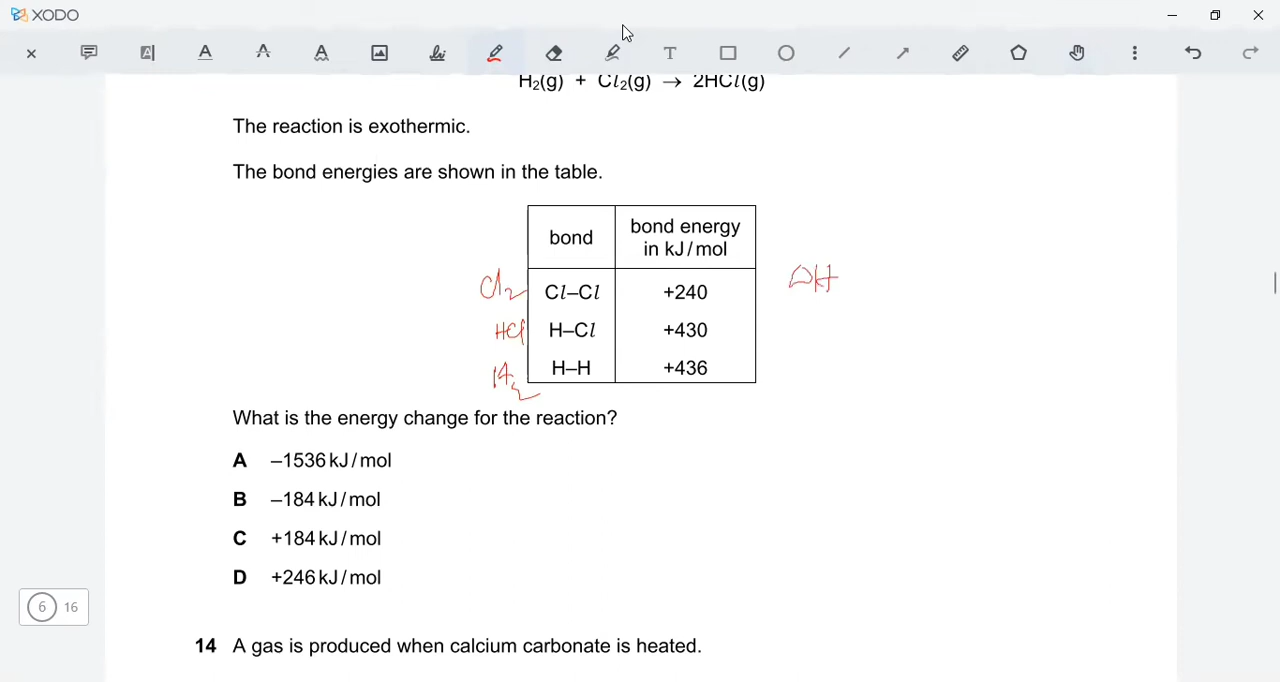 XODO
T
H₂(g) + Cl₂(g) → 2HCl(g)
The reaction is exothermic.
The bond energies are shown in the table.
bond bond energy in kJ/mol
Cl₂ Cl–Cl +240 ΔH
HCl H–Cl +430
H₂ H–H +436
What is the energy change for the reaction?
A –1536 kJ/mol
B –184 kJ/mol
C +184 kJ/mol
D +246 kJ/mol
6 16
14 A gas is produced when calcium carbonate is heated.